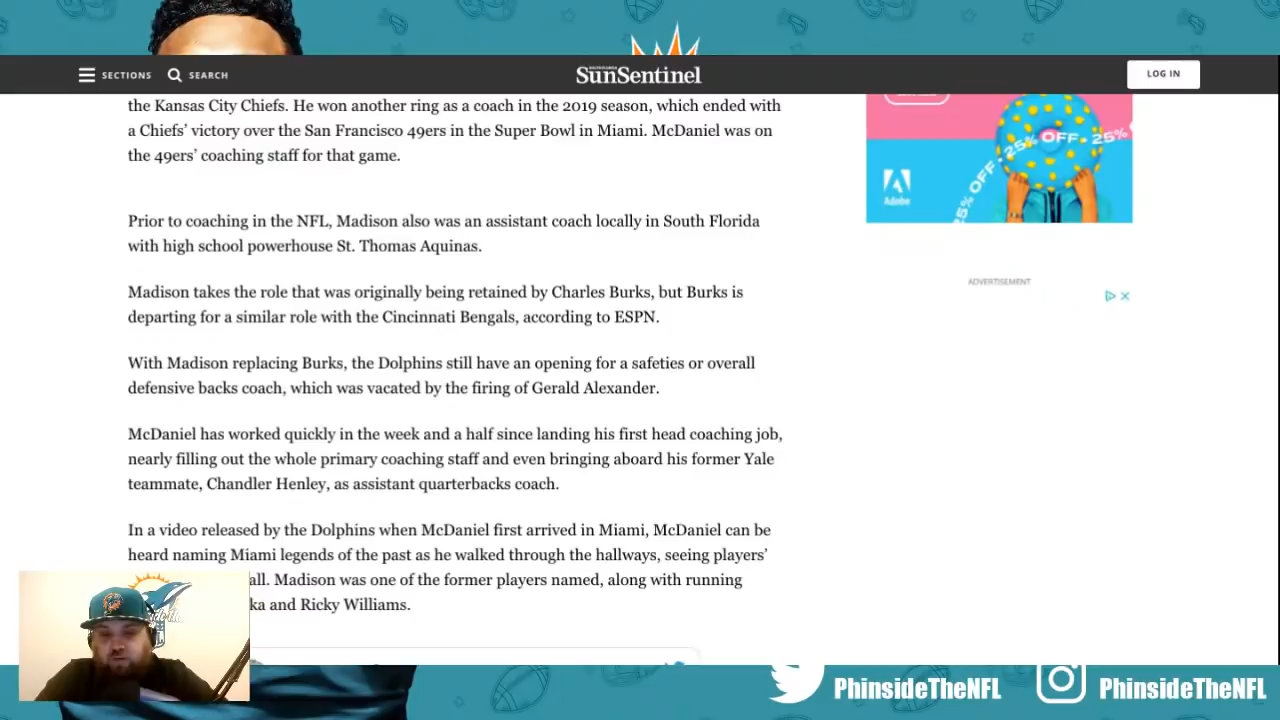 SECTIONS
SEARCH
SOUTH FLORIDA
SunSentinel
LOG IN
the Kansas City Chiefs. He won another ring as a coach in the 2019 season, which ended with
a Chiefs’ victory over the San Francisco 49ers in the Super Bowl in Miami. McDaniel was on
the 49ers’ coaching staff for that game.
Prior to coaching in the NFL, Madison also was an assistant coach locally in South Florida
with high school powerhouse St. Thomas Aquinas.
Madison takes the role that was originally being retained by Charles Burks, but Burks is
departing for a similar role with the Cincinnati Bengals, according to ESPN.
With Madison replacing Burks, the Dolphins still have an opening for a safeties or overall
defensive backs coach, which was vacated by the firing of Gerald Alexander.
McDaniel has worked quickly in the week and a half since landing his first head coaching job,
nearly filling out the whole primary coaching staff and even bringing aboard his former Yale
teammate, Chandler Henley, as assistant quarterbacks coach.
In a video released by the Dolphins when McDaniel first arrived in Miami, McDaniel can be
heard naming Miami legends of the past as he walked through the hallways, seeing players’
all. Madison was one of the former players named, along with running
ka and Ricky Williams.
25% OFF • 25% OFF • 25%
Adobe
ADVERTISEMENT
PhinsideTheNFL
PhinsideTheNFL